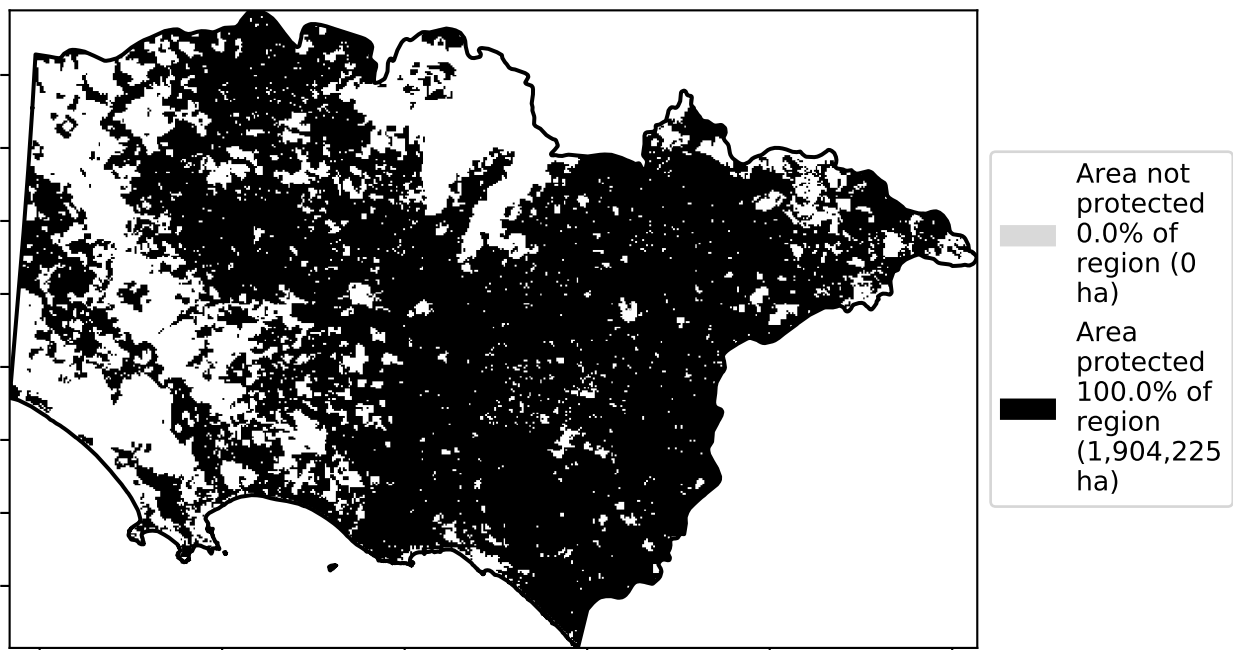 Area not
protected
0.0% of
region (0
ha)
Area
protected
100.0% of
region
(1,904,225
ha)